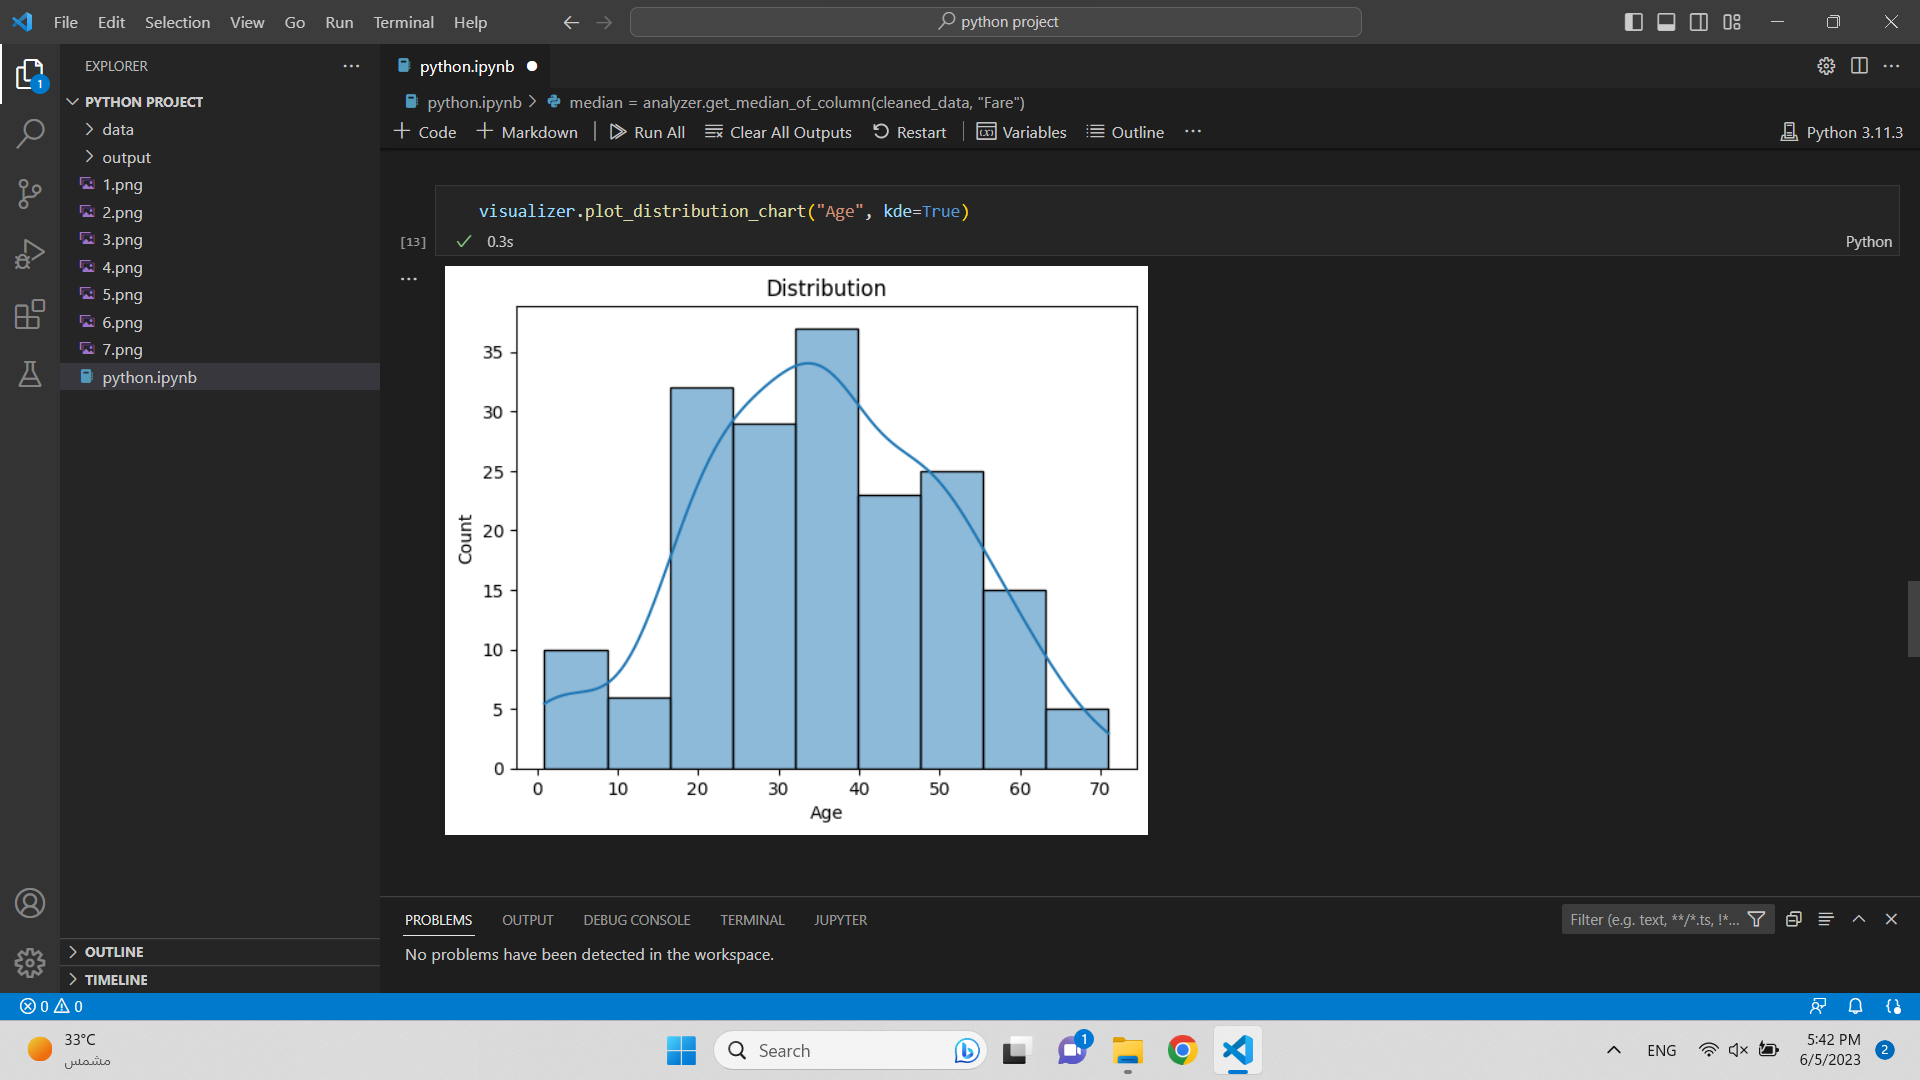 File Edit Selection View Go Run Terminal Help
python project
EXPLORER
PYTHON PROJECT
data
output
1.png
2.png
3.png
4.png
5.png
6.png
7.png
python.ipynb
OUTLINE
TIMELINE
1
python.ipynb
python.ipynb > median = analyzer.get_median_of_column(cleaned_data, "Fare")
+ Code + Markdown | Run All Clear All Outputs Restart | Variables Outline ...
Python 3.11.3
visualizer.plot_distribution_chart("Age", kde=True)
[13] 0.3s
Python
Distribution
35
30
25
20
15
10
5
0
Count
0 10 20 30 40 50 60 70
Age
PROBLEMS OUTPUT DEBUG CONSOLE TERMINAL JUPYTER
Filter (e.g. text, **/*.ts, !*...
No problems have been detected in the workspace.
0 0
33°C
مشمس
Search
1
ENG
5:42 PM
6/5/2023
2